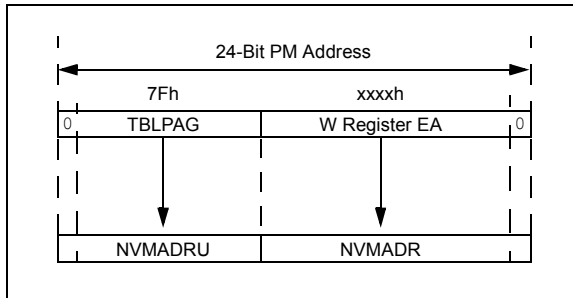 24-Bit PM Address
7Fh xxxxh
0 TBLPAG W Register EA 0
NVMADRU NVMADR